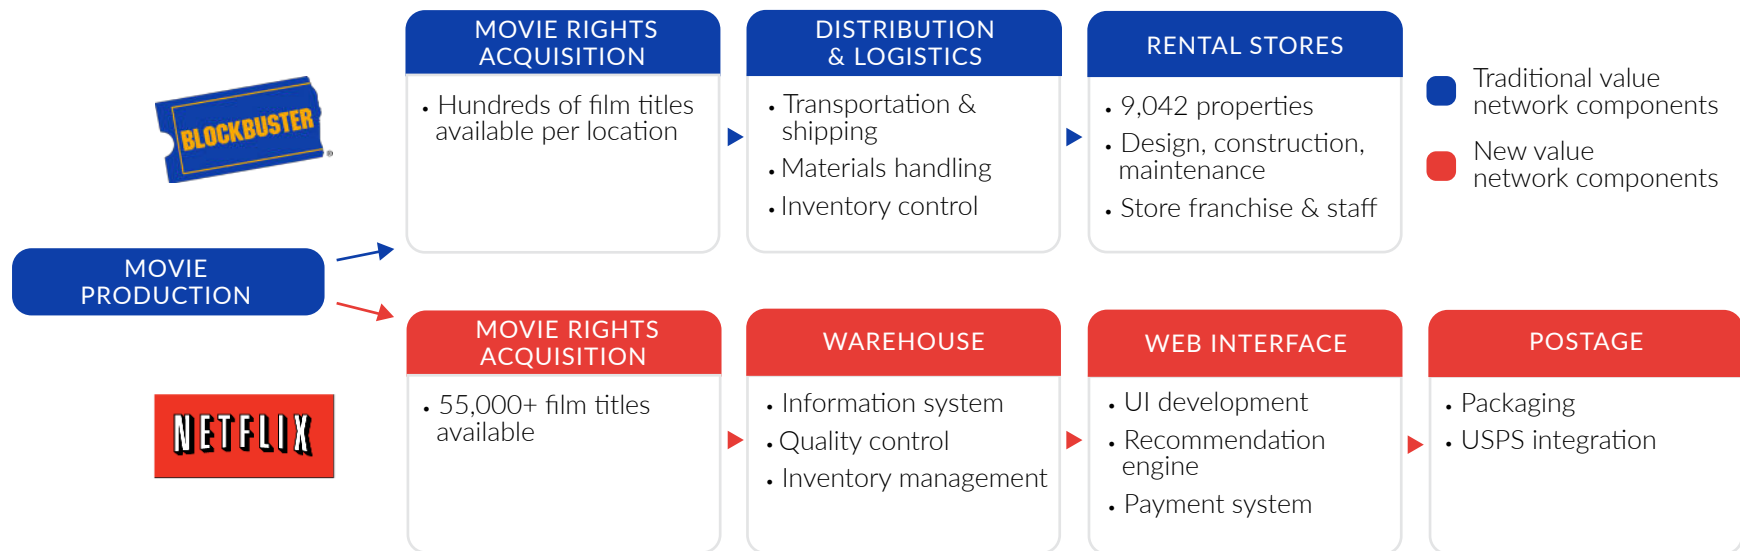 MOVIE RIGHTS
ACQUISITION
• Hundreds of film titles
available per location
DISTRIBUTION
& LOGISTICS
• Transportation &
shipping
• Materials handling
• Inventory control
RENTAL STORES
• 9,042 properties
• Design, construction,
maintenance
• Store franchise & staff
Traditional value
network components
New value
network components
BLOCKBUSTER
®
MOVIE
PRODUCTION
NETFLIX
MOVIE RIGHTS
ACQUISITION
• 55,000+ film titles
available
WAREHOUSE
• Information system
• Quality control
• Inventory management
WEB INTERFACE
• UI development
• Recommendation
engine
• Payment system
POSTAGE
• Packaging
• USPS integration